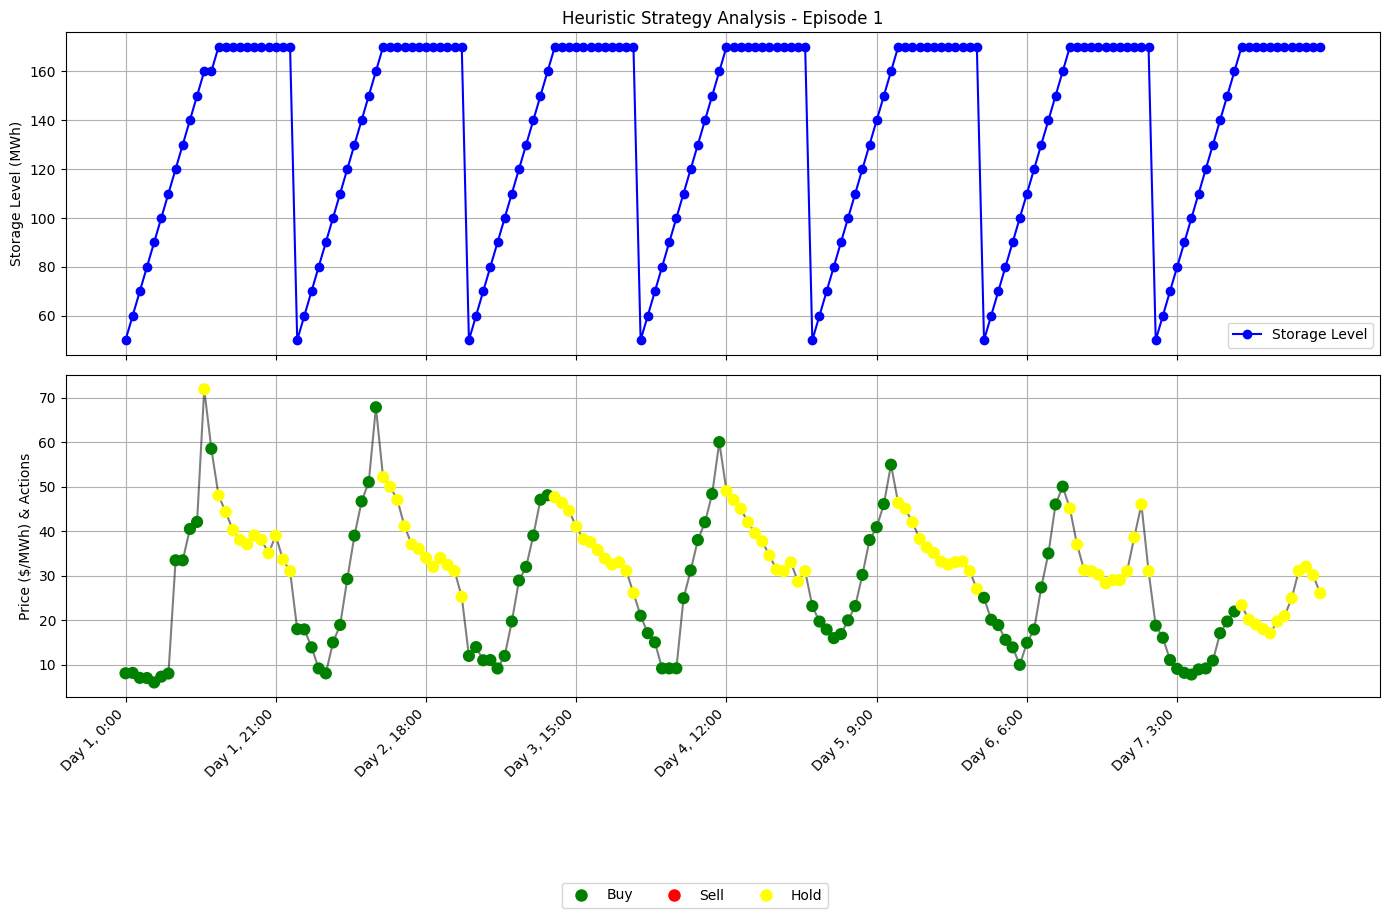 Heuristic Strategy Analysis - Episode 1
Storage Level (MWh)
160
140
120
100
80
60
Storage Level
Price ($/MWh) & Actions
70
60
50
40
30
20
10
Day 1, 0:00
Day 1, 21:00
Day 2, 18:00
Day 3, 15:00
Day 4, 12:00
Day 5, 9:00
Day 6, 6:00
Day 7, 3:00
Buy Sell Hold